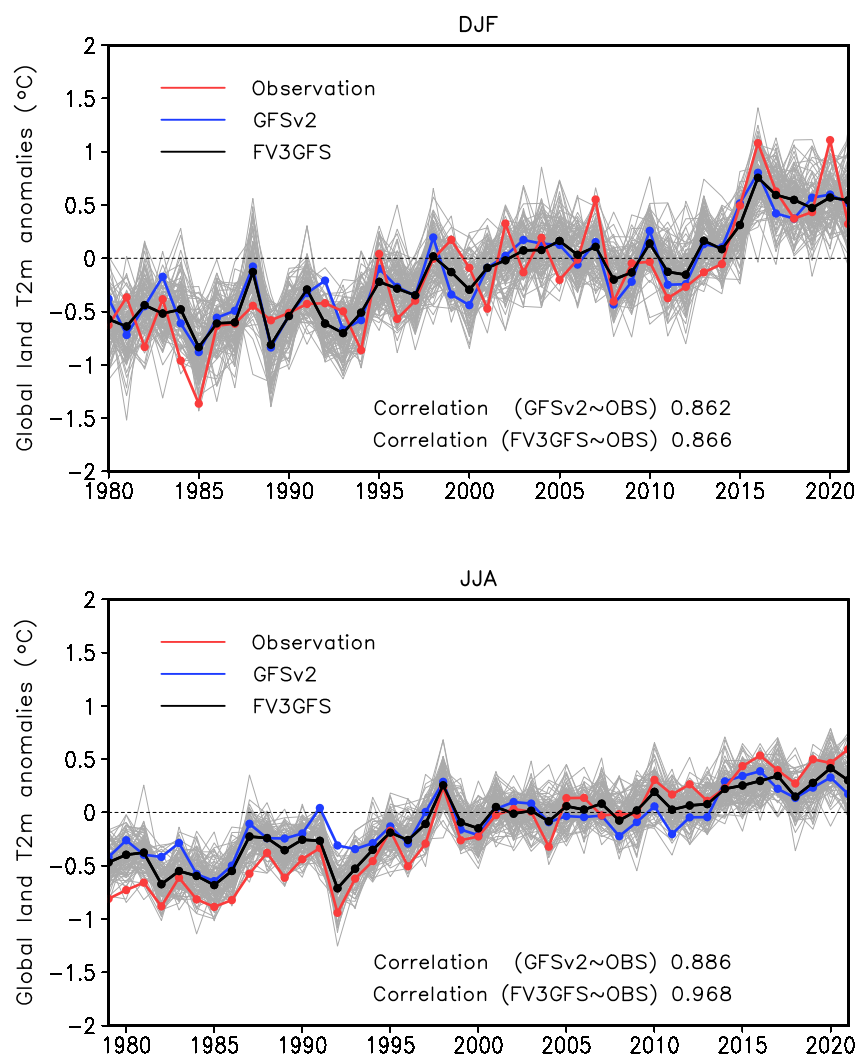 DJF
Global land T2m anomalies (°C)
2
1.5
1
0.5
0
−0.5
−1
−1.5
−2
Observation
GFSv2
FV3GFS
Correlation (GFSv2~OBS) 0.862
Correlation (FV3GFS~OBS) 0.866
1980 1985 1990 1995 2000 2005 2010 2015 2020
JJA
Global land T2m anomalies (°C)
2
1.5
1
0.5
0
−0.5
−1
−1.5
−2
Observation
GFSv2
FV3GFS
Correlation (GFSv2~OBS) 0.886
Correlation (FV3GFS~OBS) 0.968
1980 1985 1990 1995 2000 2005 2010 2015 2020